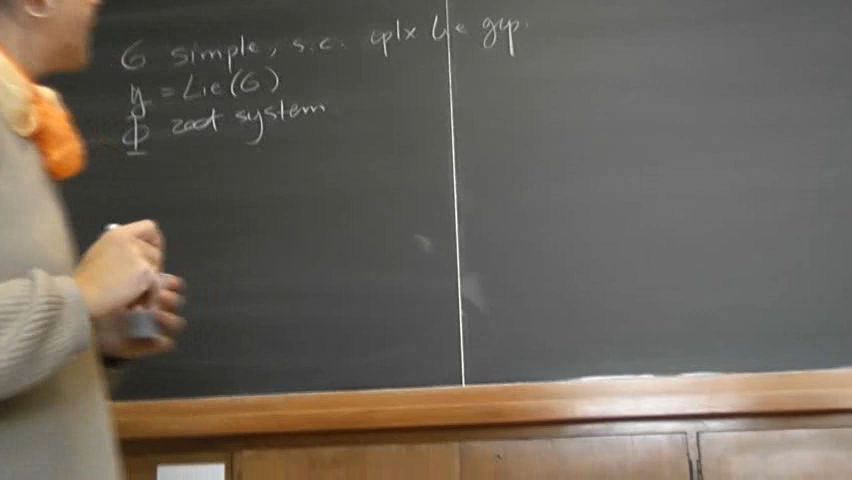 G simple, s.c. cplx Lie grp.
𝔤 = Lie(G)
Φ root system